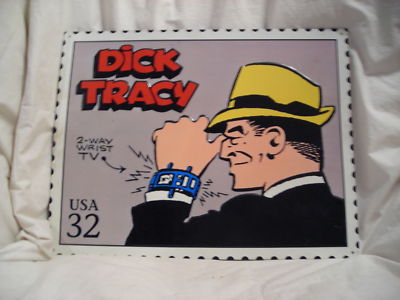 DiCK
TRACY
2-WAY
WRIST
TV
USA
32